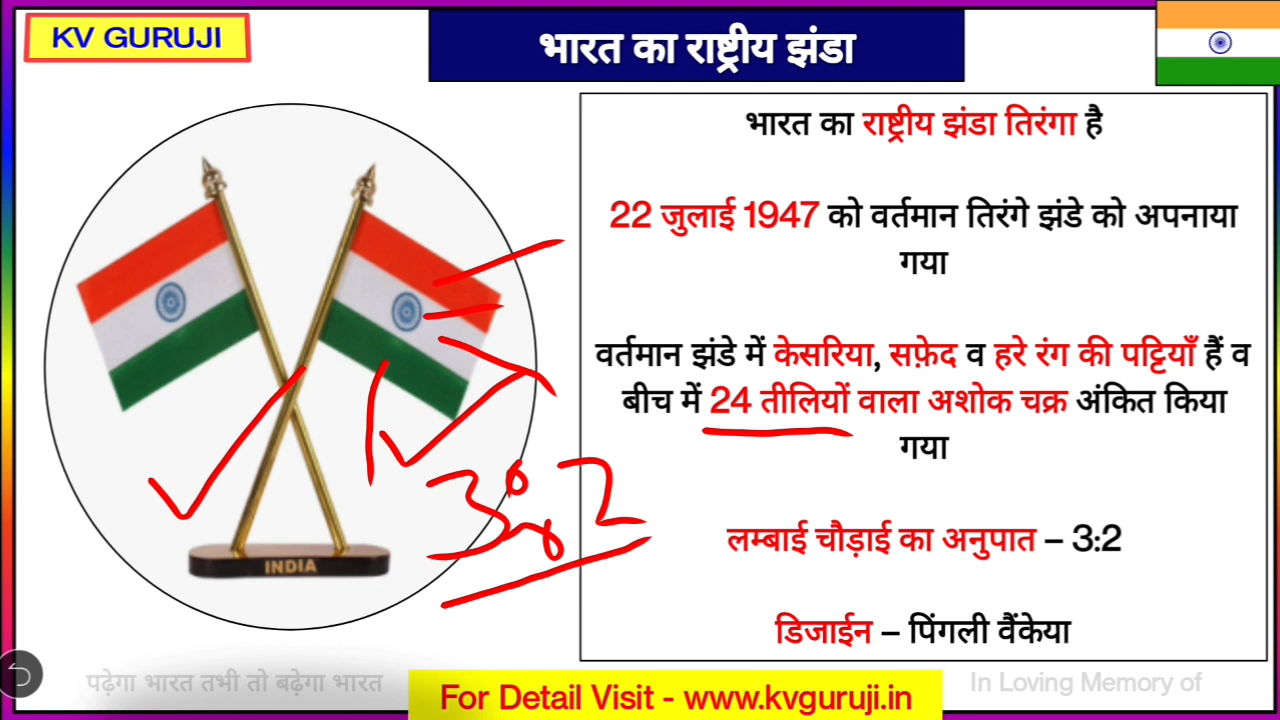 KV GURUJI
भारत का राष्ट्रीय झंडा
भारत का राष्ट्रीय झंडा तिरंगा है
22 जुलाई 1947 को वर्तमान तिरंगे झंडे को अपनाया
गया
वर्तमान झंडे में केसरिया, सफ़ेद व हरे रंग की पट्टियाँ हैं व
बीच में 24 तीलियों वाला अशोक चक्र अंकित किया
गया
लम्बाई चौड़ाई का अनुपात – 3:2
डिजाईन – पिंगली वैंकेया
3:2
INDIA
पढ़ेगा भारत तभी तो बढ़ेगा भारत
For Detail Visit - www.kvguruji.in
In Loving Memory of